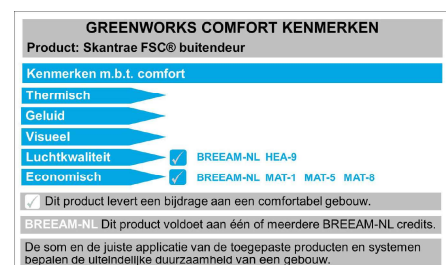 GREENWORKS COMFORT KENMERKEN
Product: Skantrae FSC® buitendeur
Kenmerken m.b.t. comfort
Thermisch
Geluid
Visueel
Luchtkwaliteit BREEAM-NL HEA-9
Economisch BREEAM-NL MAT-1 MAT-5 MAT-8
Dit product levert een bijdrage aan een comfortabel gebouw.
BREEAM-NL Dit product voldoet aan één of meerdere BREEAM-NL credits.
De som en de juiste applicatie van de toegepaste producten en systemen
bepalen de uiteindelijke duurzaamheid van een gebouw.